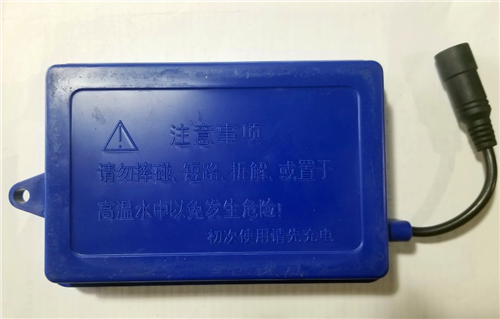 注意事项
请勿摔碰、短路、拆解、或置于
高温水中以免发生危险!
初次使用请先充电